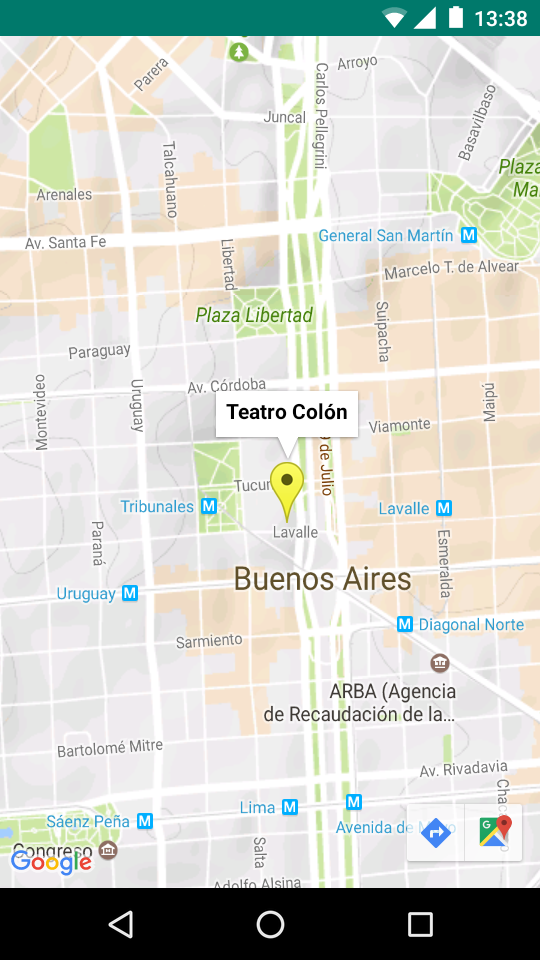 13:38
Parera
Arroyo
Carlos Pellegrini
Juncal
Basavilbaso
Talcahuano
Plaza
Arenales
General San Martín M
Av. Santa Fe
Libertad
Marcelo T. de Alvear
Plaza Libertad
Suipacha
Paraguay
Av. Córdoba
Montevideo
Uruguay
Maipú
Teatro Colón
Viamonte
9 de Julio
Tribunales M
Lavalle M
Lavalle
Paraná
Esmeralda
Buenos Aires
Uruguay M
M Diagonal Norte
Sarmiento
ARBA (Agencia
de Recaudación de la...
Bartolomé Mitre
Av. Rivadavia
Lima M
M
Sáenz Peña M
Avenida de
Salta
Congreso
Google
Adolfo Alsina